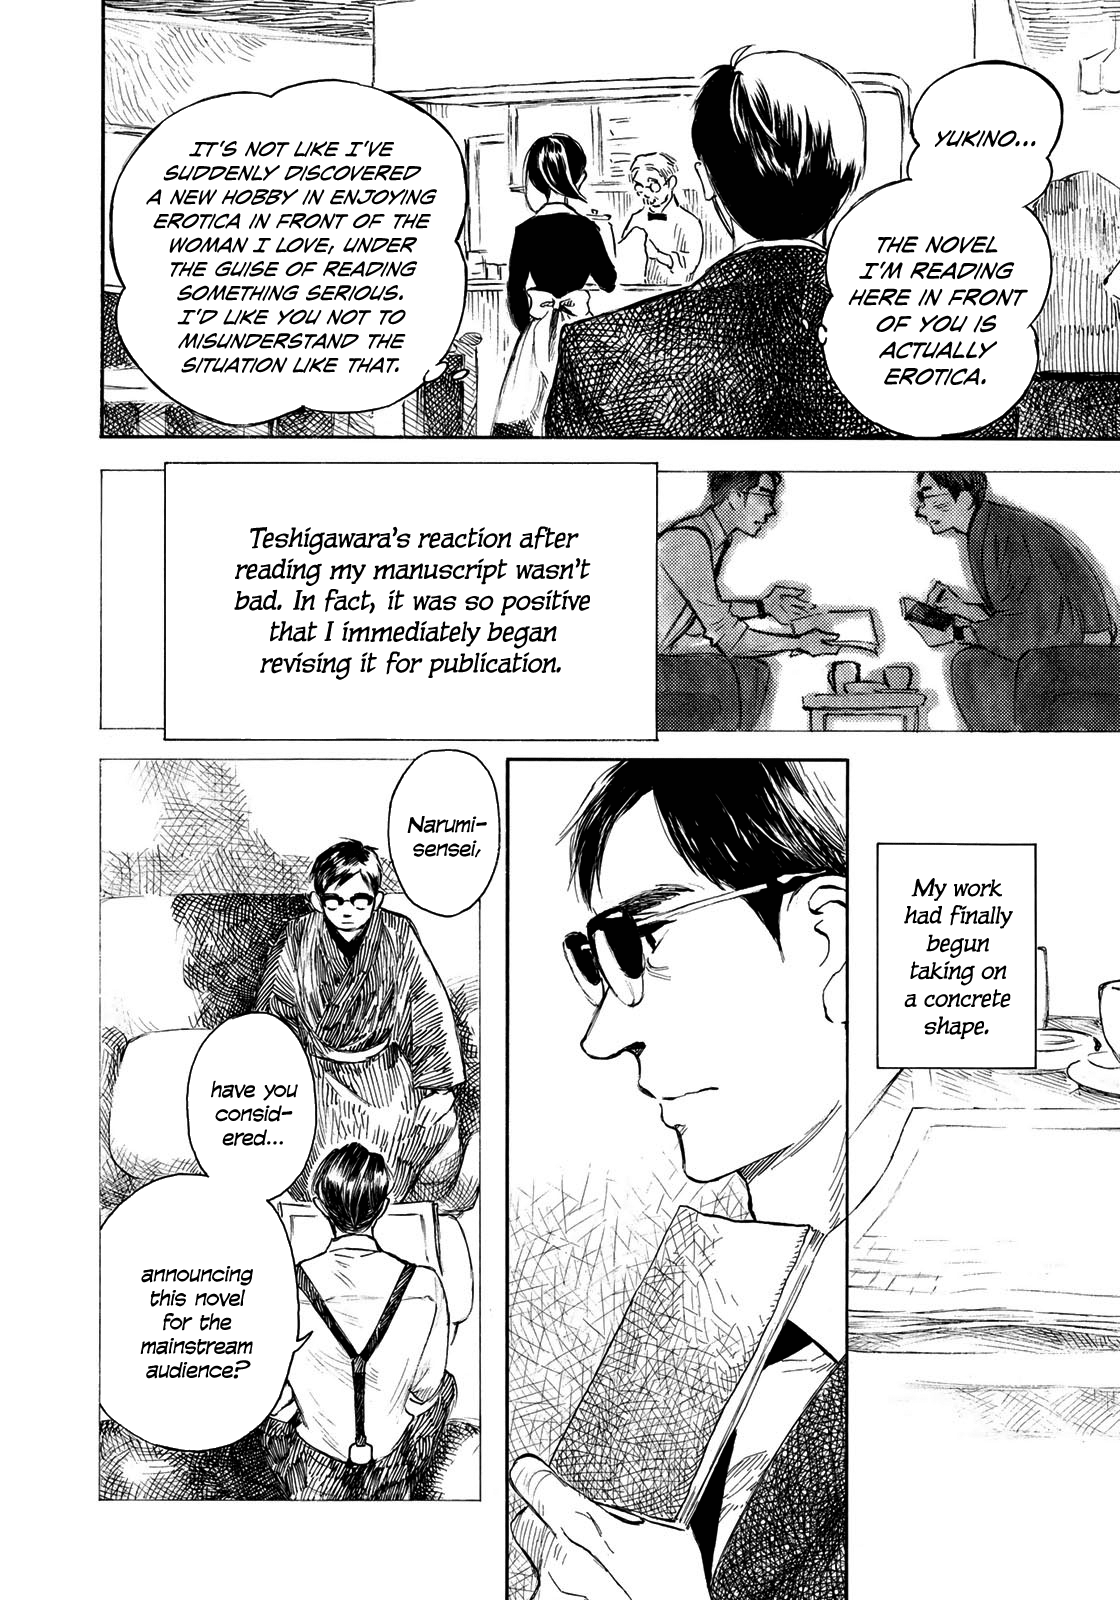 YUKINO...
THE NOVEL
I'M READING
HERE IN FRONT
OF YOU IS
ACTUALLY
EROTICA.
IT'S NOT LIKE I'VE
SUDDENLY DISCOVERED
A NEW HOBBY IN ENJOYING
EROTICA IN FRONT OF THE
WOMAN I LOVE, UNDER
THE GUISE OF READING
SOMETHING SERIOUS.
I'D LIKE YOU NOT TO
MISUNDERSTAND THE
SITUATION LIKE THAT.
Teshigawara's reaction after
reading my manuscript wasn't
bad. In fact, it was so positive
that I immediately began
revising it for publication.
My work
had finally
begun
taking on
a concrete
shape.
Narumi-
sensei,
have you
consid-
ered...
announcing
this novel
for the
mainstream
audience?